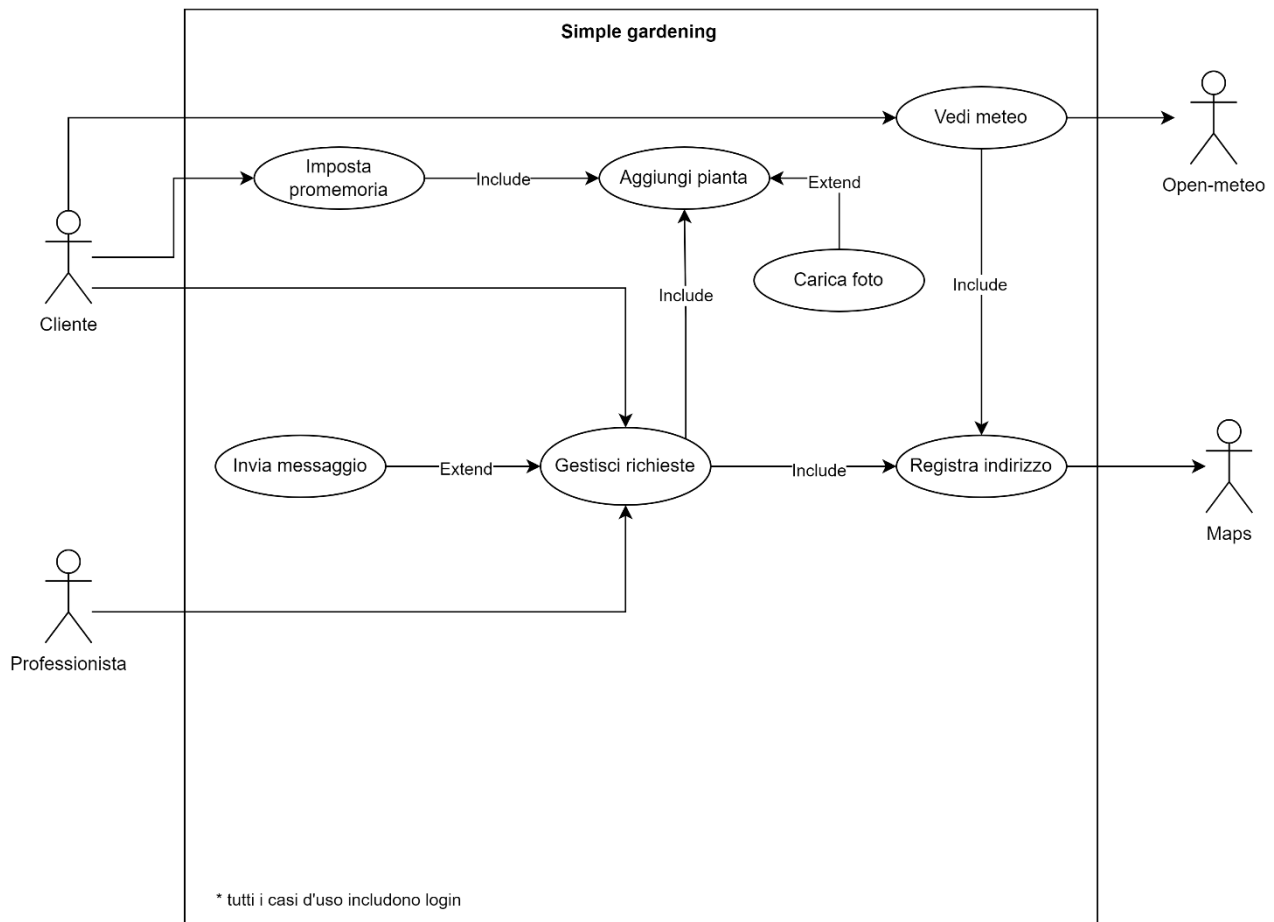 Simple gardening
Vedi meteo
Open-meteo
Imposta
promemoria
Include
Aggiungi pianta
Extend
Carica foto
Include
Include
Cliente
Invia messaggio
Extend
Gestisci richieste
Include
Registra indirizzo
Maps
Professionista
* tutti i casi d'uso includono login